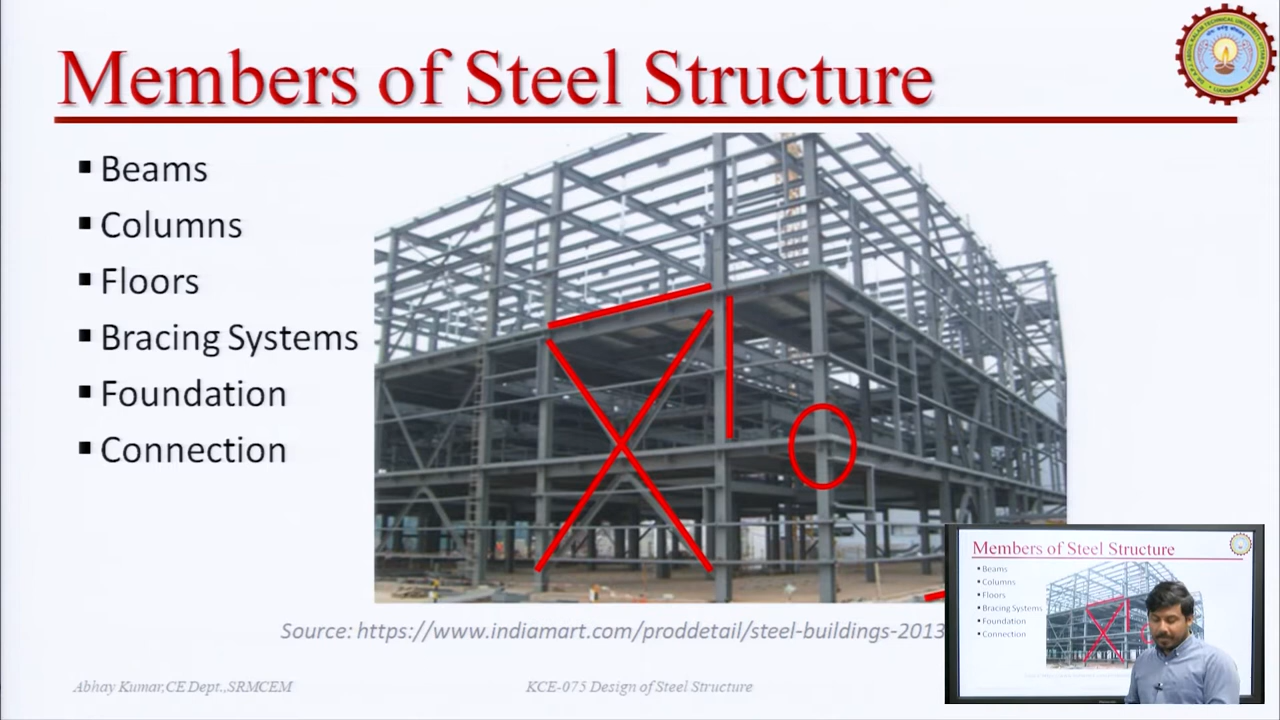 Members of Steel Structure
▪ Beams
▪ Columns
▪ Floors
▪ Bracing Systems
▪ Foundation
▪ Connection
Source: https://www.indiamart.com/proddetail/steel-buildings-2013
Abhay Kumar,CE Dept.,SRMCEM
KCE-075 Design of Steel Structure
Members of Steel Structure
▪ Beams
▪ Columns
▪ Floors
▪ Bracing Systems
▪ Foundation
▪ Connection